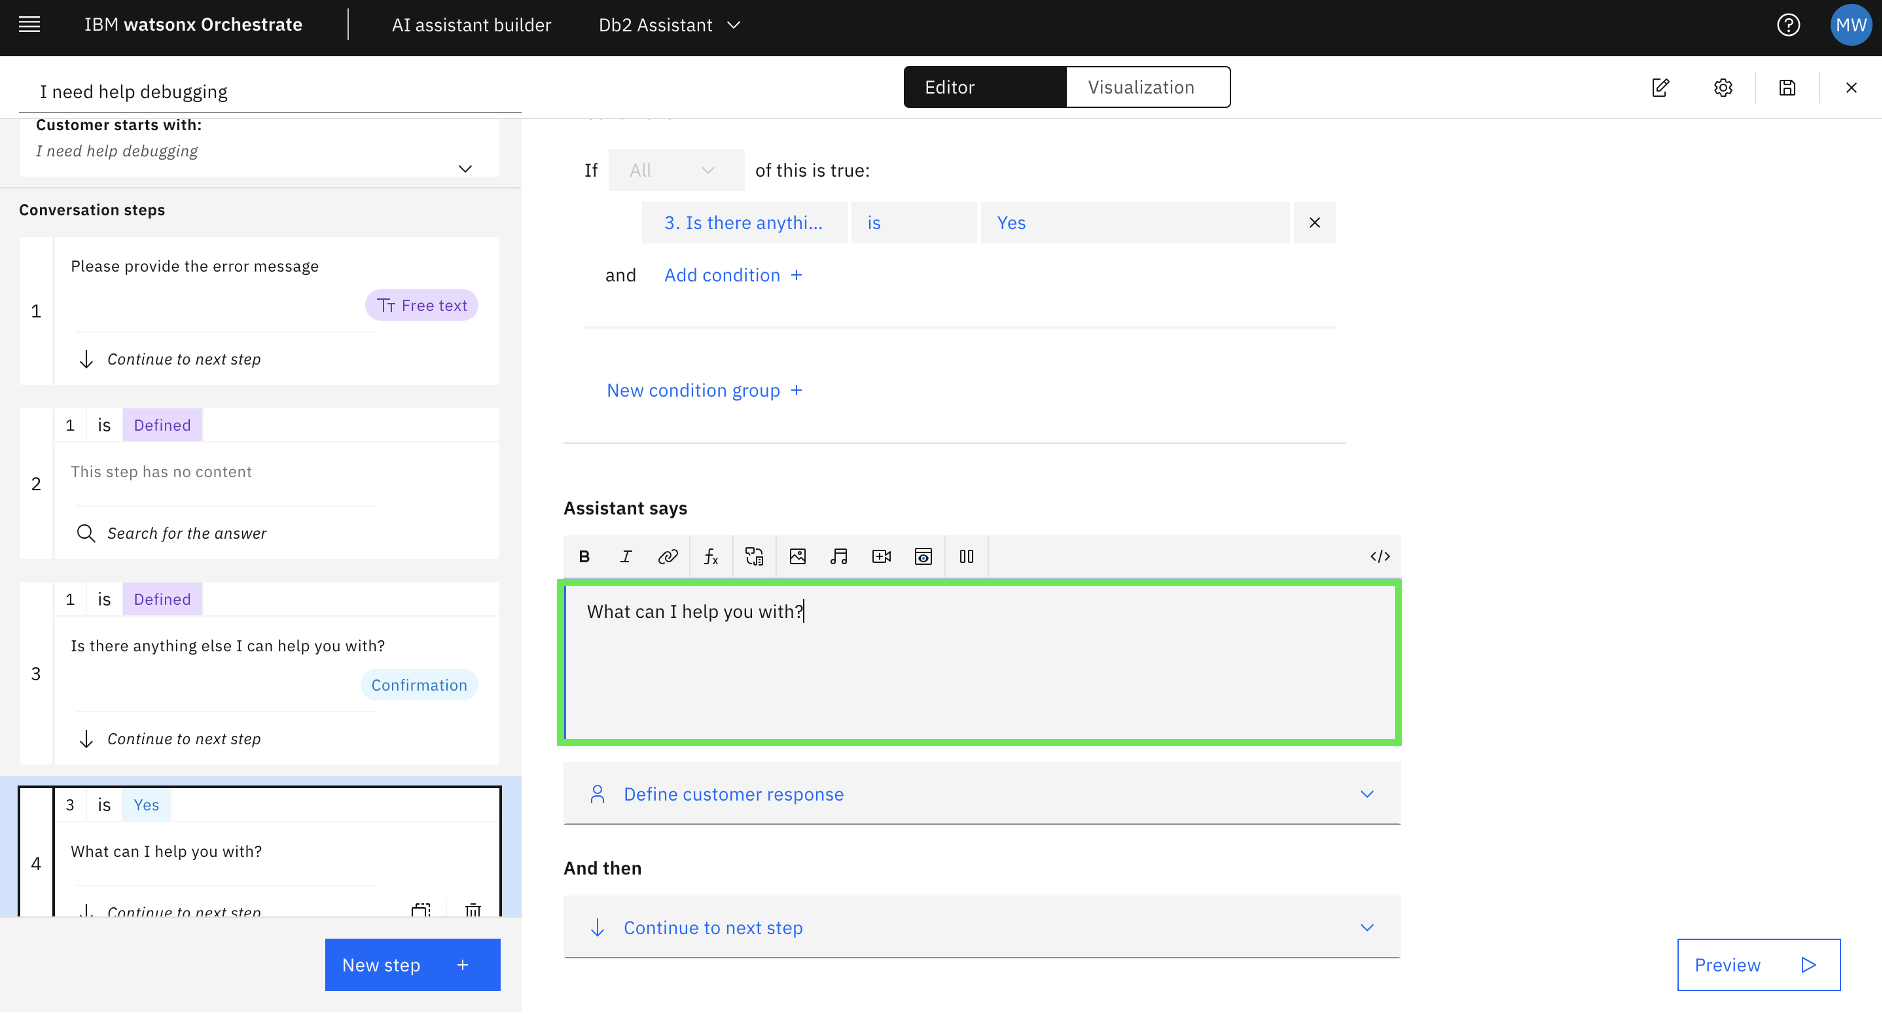 IBM watsonx Orchestrate
AI assistant builder
Db2 Assistant
MW
I need help debugging
Editor
Visualization
Customer starts with:
I need help debugging
Conversation steps
1
Please provide the error message
Free text
Continue to next step
2
1 is Defined
This step has no content
Search for the answer
3
1 is Defined
Is there anything else I can help you with?
Confirmation
Continue to next step
4
3 is Yes
What can I help you with?
Continue to next step
New step +
If All of this is true:
3. Is there anythi... is Yes
and Add condition +
New condition group +
Assistant says
B I fx </>
What can I help you with?
Define customer response
And then
Continue to next step
Preview